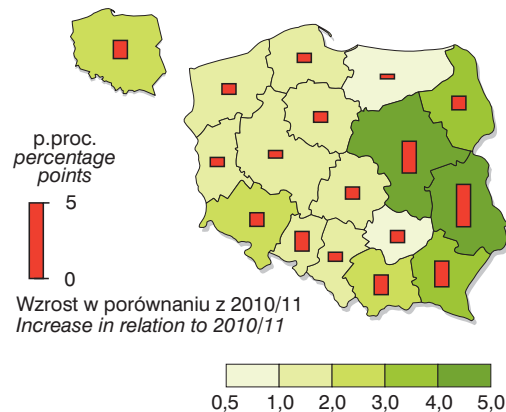 p.proc.
percentage
points
5
0
Wzrost w porównaniu z 2010/11
Increase in relation to 2010/11
0,5 1,0 2,0 3,0 4,0 5,0